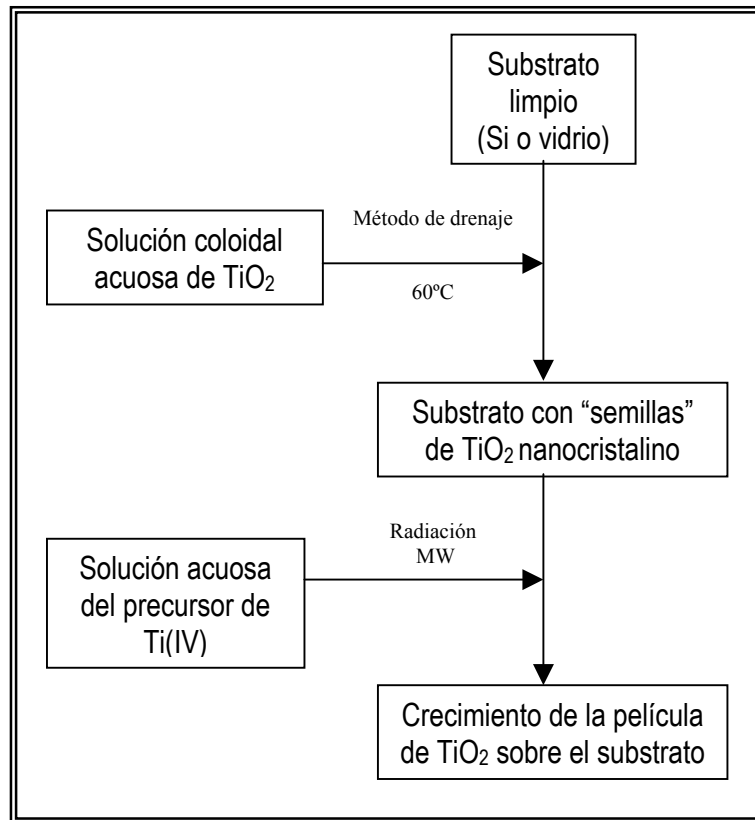 Substrato
limpio
(Si o vidrio)
Método de drenaje
Solución coloidal
acuosa de TiO₂
60ºC
Substrato con “semillas”
de TiO₂ nanocristalino
Radiación
MW
Solución acuosa
del precursor de
Ti(IV)
Crecimiento de la película
de TiO₂ sobre el substrato